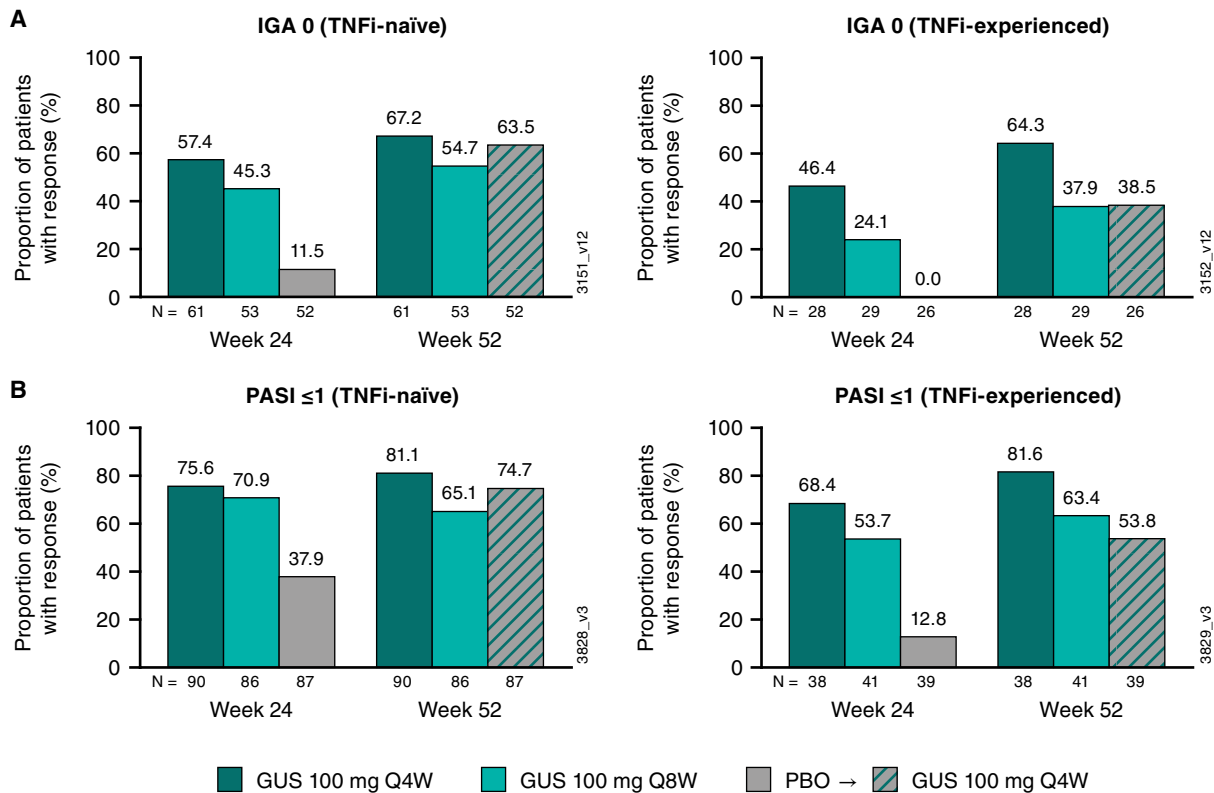 A
IGA 0 (TNFi-naïve)
Proportion of patients
with response (%)
100
80
60
40
20
0
57.4
45.3
11.5
67.2
54.7
63.5
N = 61 53 52 61 53 52
Week 24 Week 52
3151_v12
IGA 0 (TNFi-experienced)
Proportion of patients
with response (%)
100
80
60
40
20
0
46.4
24.1
0.0
64.3
37.9
38.5
N = 28 29 26 28 29 26
Week 24 Week 52
3152_v12
B
PASI ≤1 (TNFi-naïve)
Proportion of patients
with response (%)
100
80
60
40
20
0
75.6
70.9
37.9
81.1
65.1
74.7
N = 90 86 87 90 86 87
Week 24 Week 52
3828_v3
PASI ≤1 (TNFi-experienced)
Proportion of patients
with response (%)
100
80
60
40
20
0
68.4
53.7
12.8
81.6
63.4
53.8
N = 38 41 39 38 41 39
Week 24 Week 52
3829_v3
GUS 100 mg Q4W GUS 100 mg Q8W PBO → GUS 100 mg Q4W